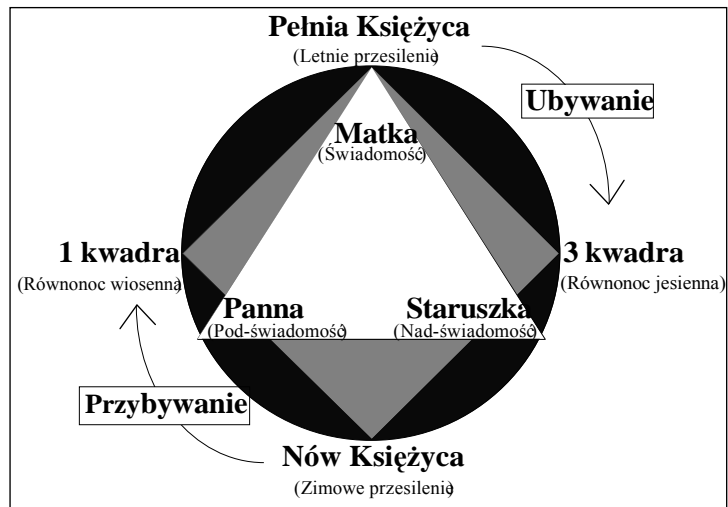 Pełnia Księżyca
(Letnie przesilenie)
Ubywanie
Matka
(Świadomość)
1 kwadra
(Równonoc wiosenna)
3 kwadra
(Równonoc jesienna)
Panna
(Pod-świadomość)
Staruszka
(Nad-świadomość)
Przybywanie
Nów Księżyca
(Zimowe przesilenie)